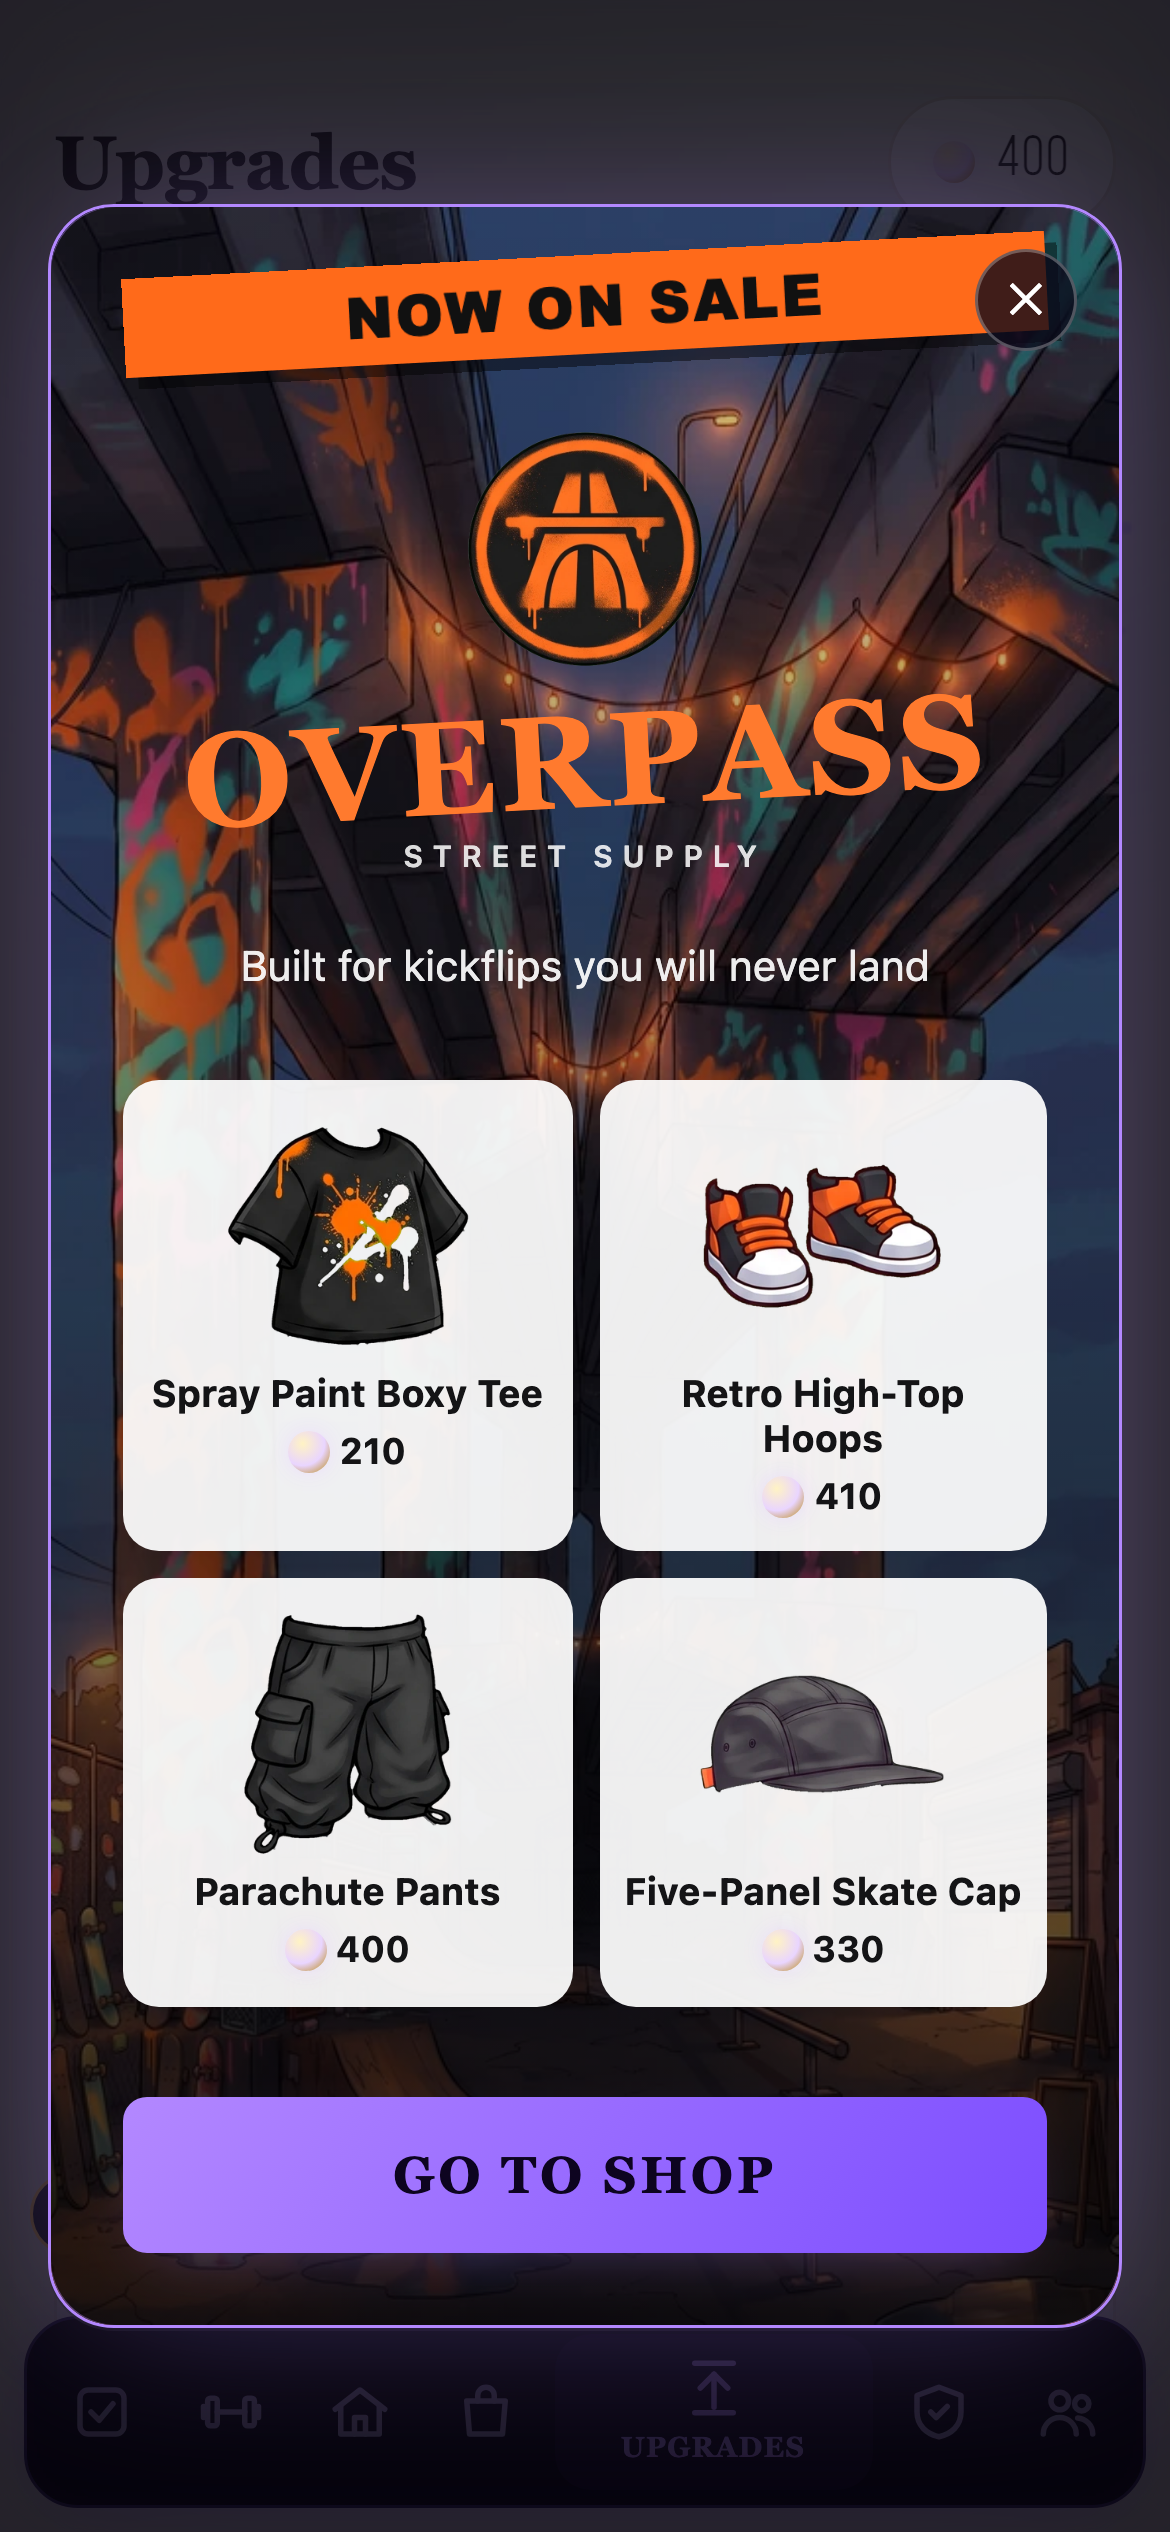 Upgrades
400
NOW ON SALE
OVERPASS
STREET SUPPLY
Built for kickflips you will never land
Spray Paint Boxy Tee
210
Retro High-Top
Hoops
410
Parachute Pants
400
Five-Panel Skate Cap
330
GO TO SHOP
UPGRADES